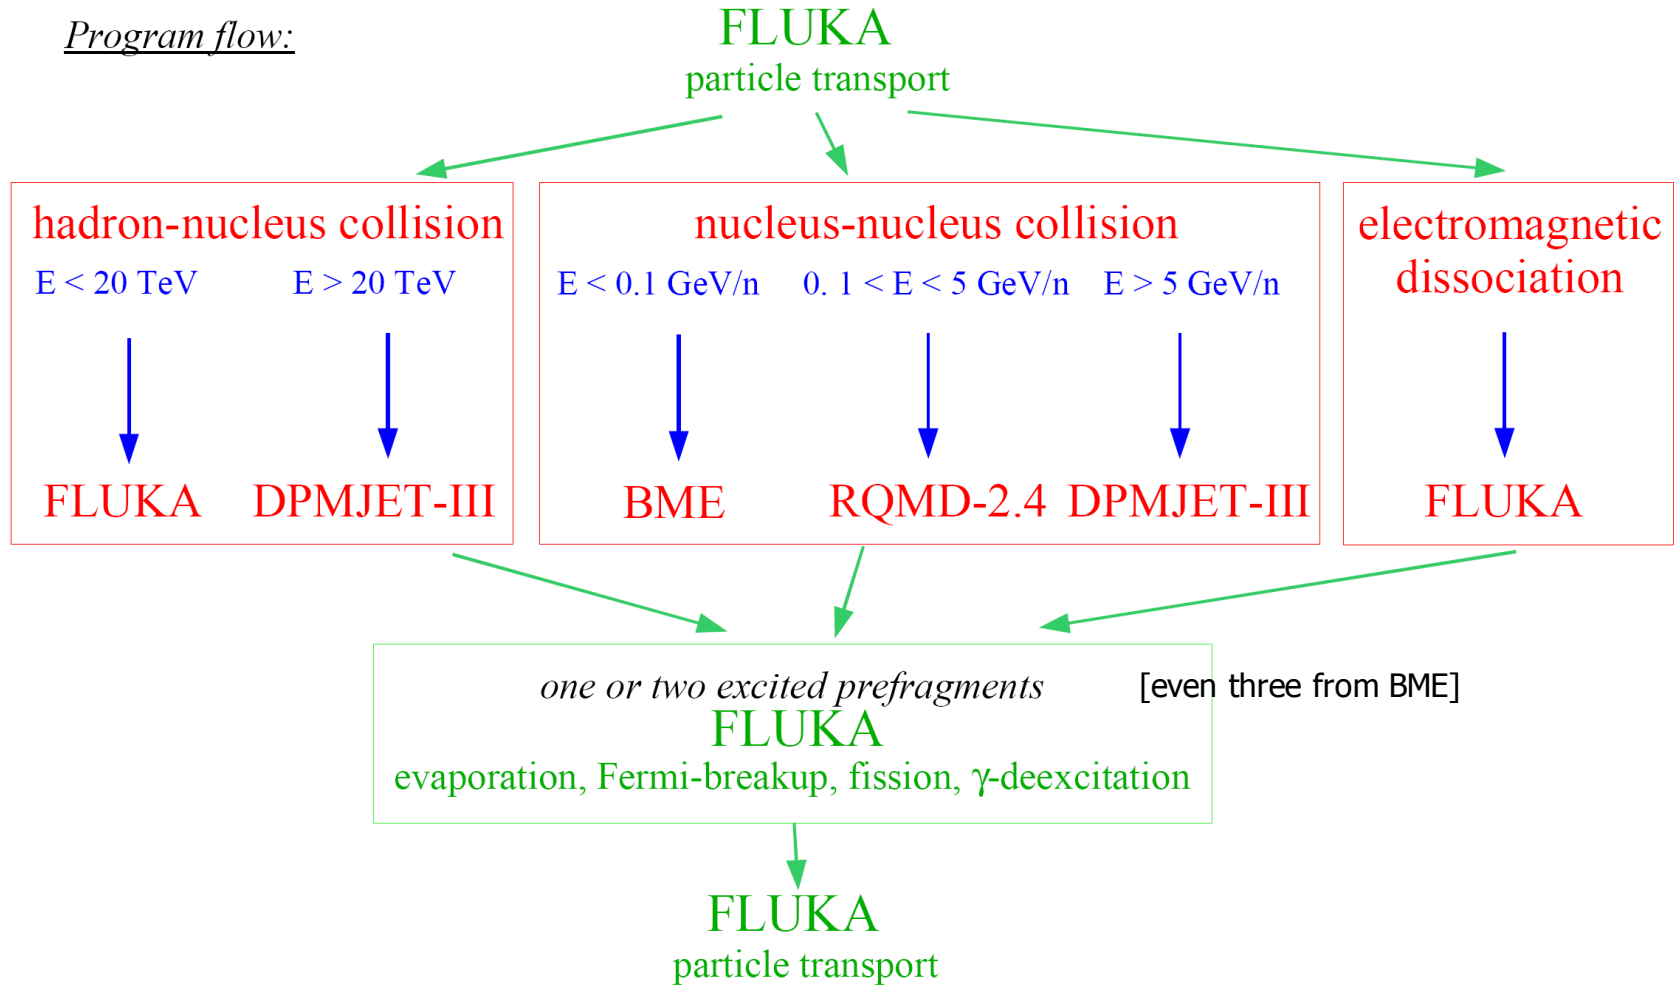 Program flow:
FLUKA
particle transport
hadron-nucleus collision
E < 20 TeV
E > 20 TeV
FLUKA
DPMJET-III
nucleus-nucleus collision
E < 0.1 GeV/n
0. 1 < E < 5 GeV/n
E > 5 GeV/n
BME
RQMD-2.4
DPMJET-III
electromagnetic
dissociation
FLUKA
one or two excited prefragments
[even three from BME]
FLUKA
evaporation, Fermi-breakup, fission, γ-deexcitation
FLUKA
particle transport